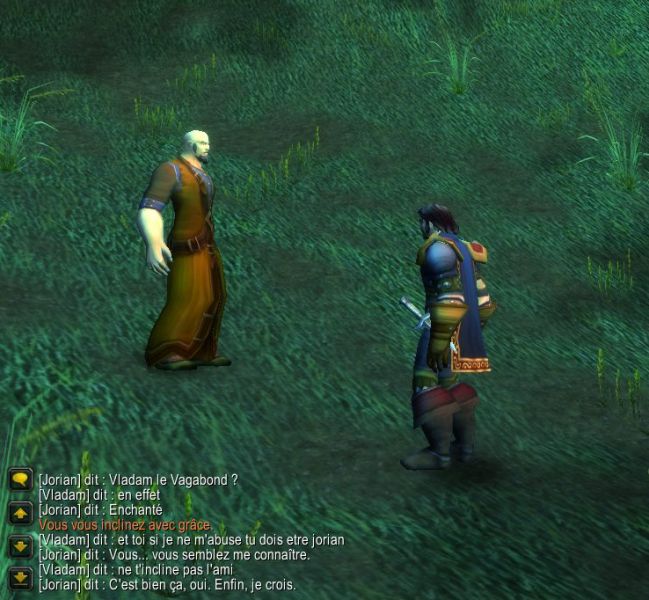 [Jorian] dit : Vladam le Vagabond ?
[Vladam] dit : en effet
[Jorian] dit : Enchanté
Vous vous inclinez avec grâce.
[Vladam] dit : et toi si je ne m'abuse tu dois etre jorian
[Jorian] dit : Vous... vous semblez me connaître.
[Vladam] dit : ne t'incline pas l'ami
[Jorian] dit : C'est bien ça, oui. Enfin, je crois.